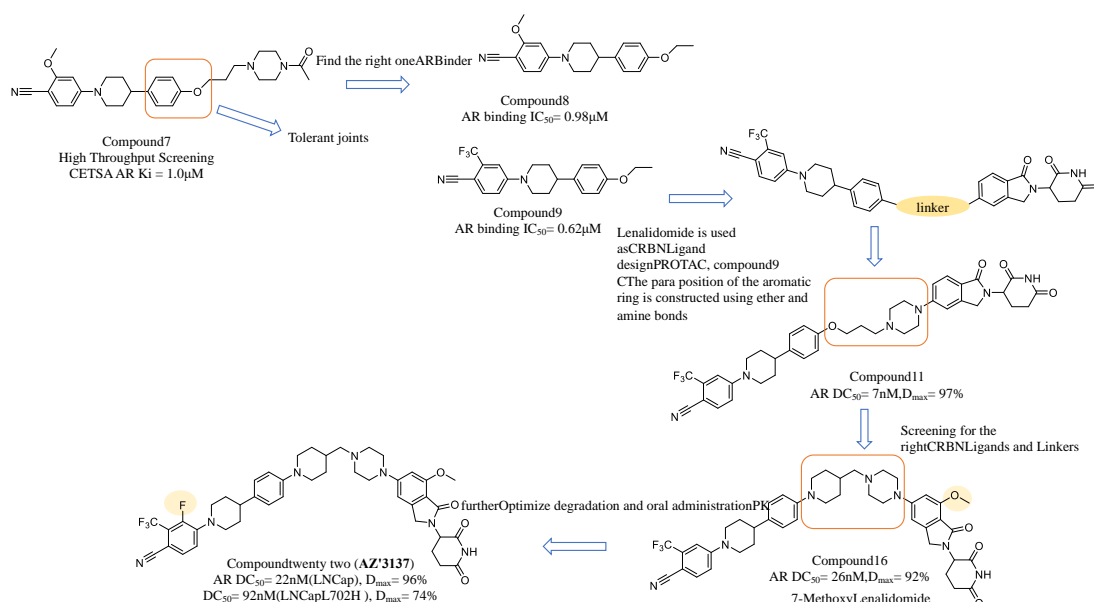 Compound7
High Throughput Screening
CETSA AR Ki = 1.0μM
Find the right oneARBinder
Tolerant joints
Compound8
AR binding IC50= 0.98μM
Compound9
AR binding IC50= 0.62μM
linker
Lenalidomide is used
asCRBNLigand
designPROTAC, compound9
CThe para position of the aromatic
ring is constructed using ether and
amine bonds
Compound11
AR DC50= 7nM,Dmax= 97%
Screening for the
rightCRBNLigands and Linkers
Compound16
AR DC50= 26nM,Dmax= 92%
7-MethoxyLenalidomide
furtherOptimize degradation and oral administrationPK
Compoundtwenty two (AZ'3137)
AR DC50= 22nM(LNCap), Dmax= 96%
DC50= 92nM(LNCapL702H ), Dmax= 74%